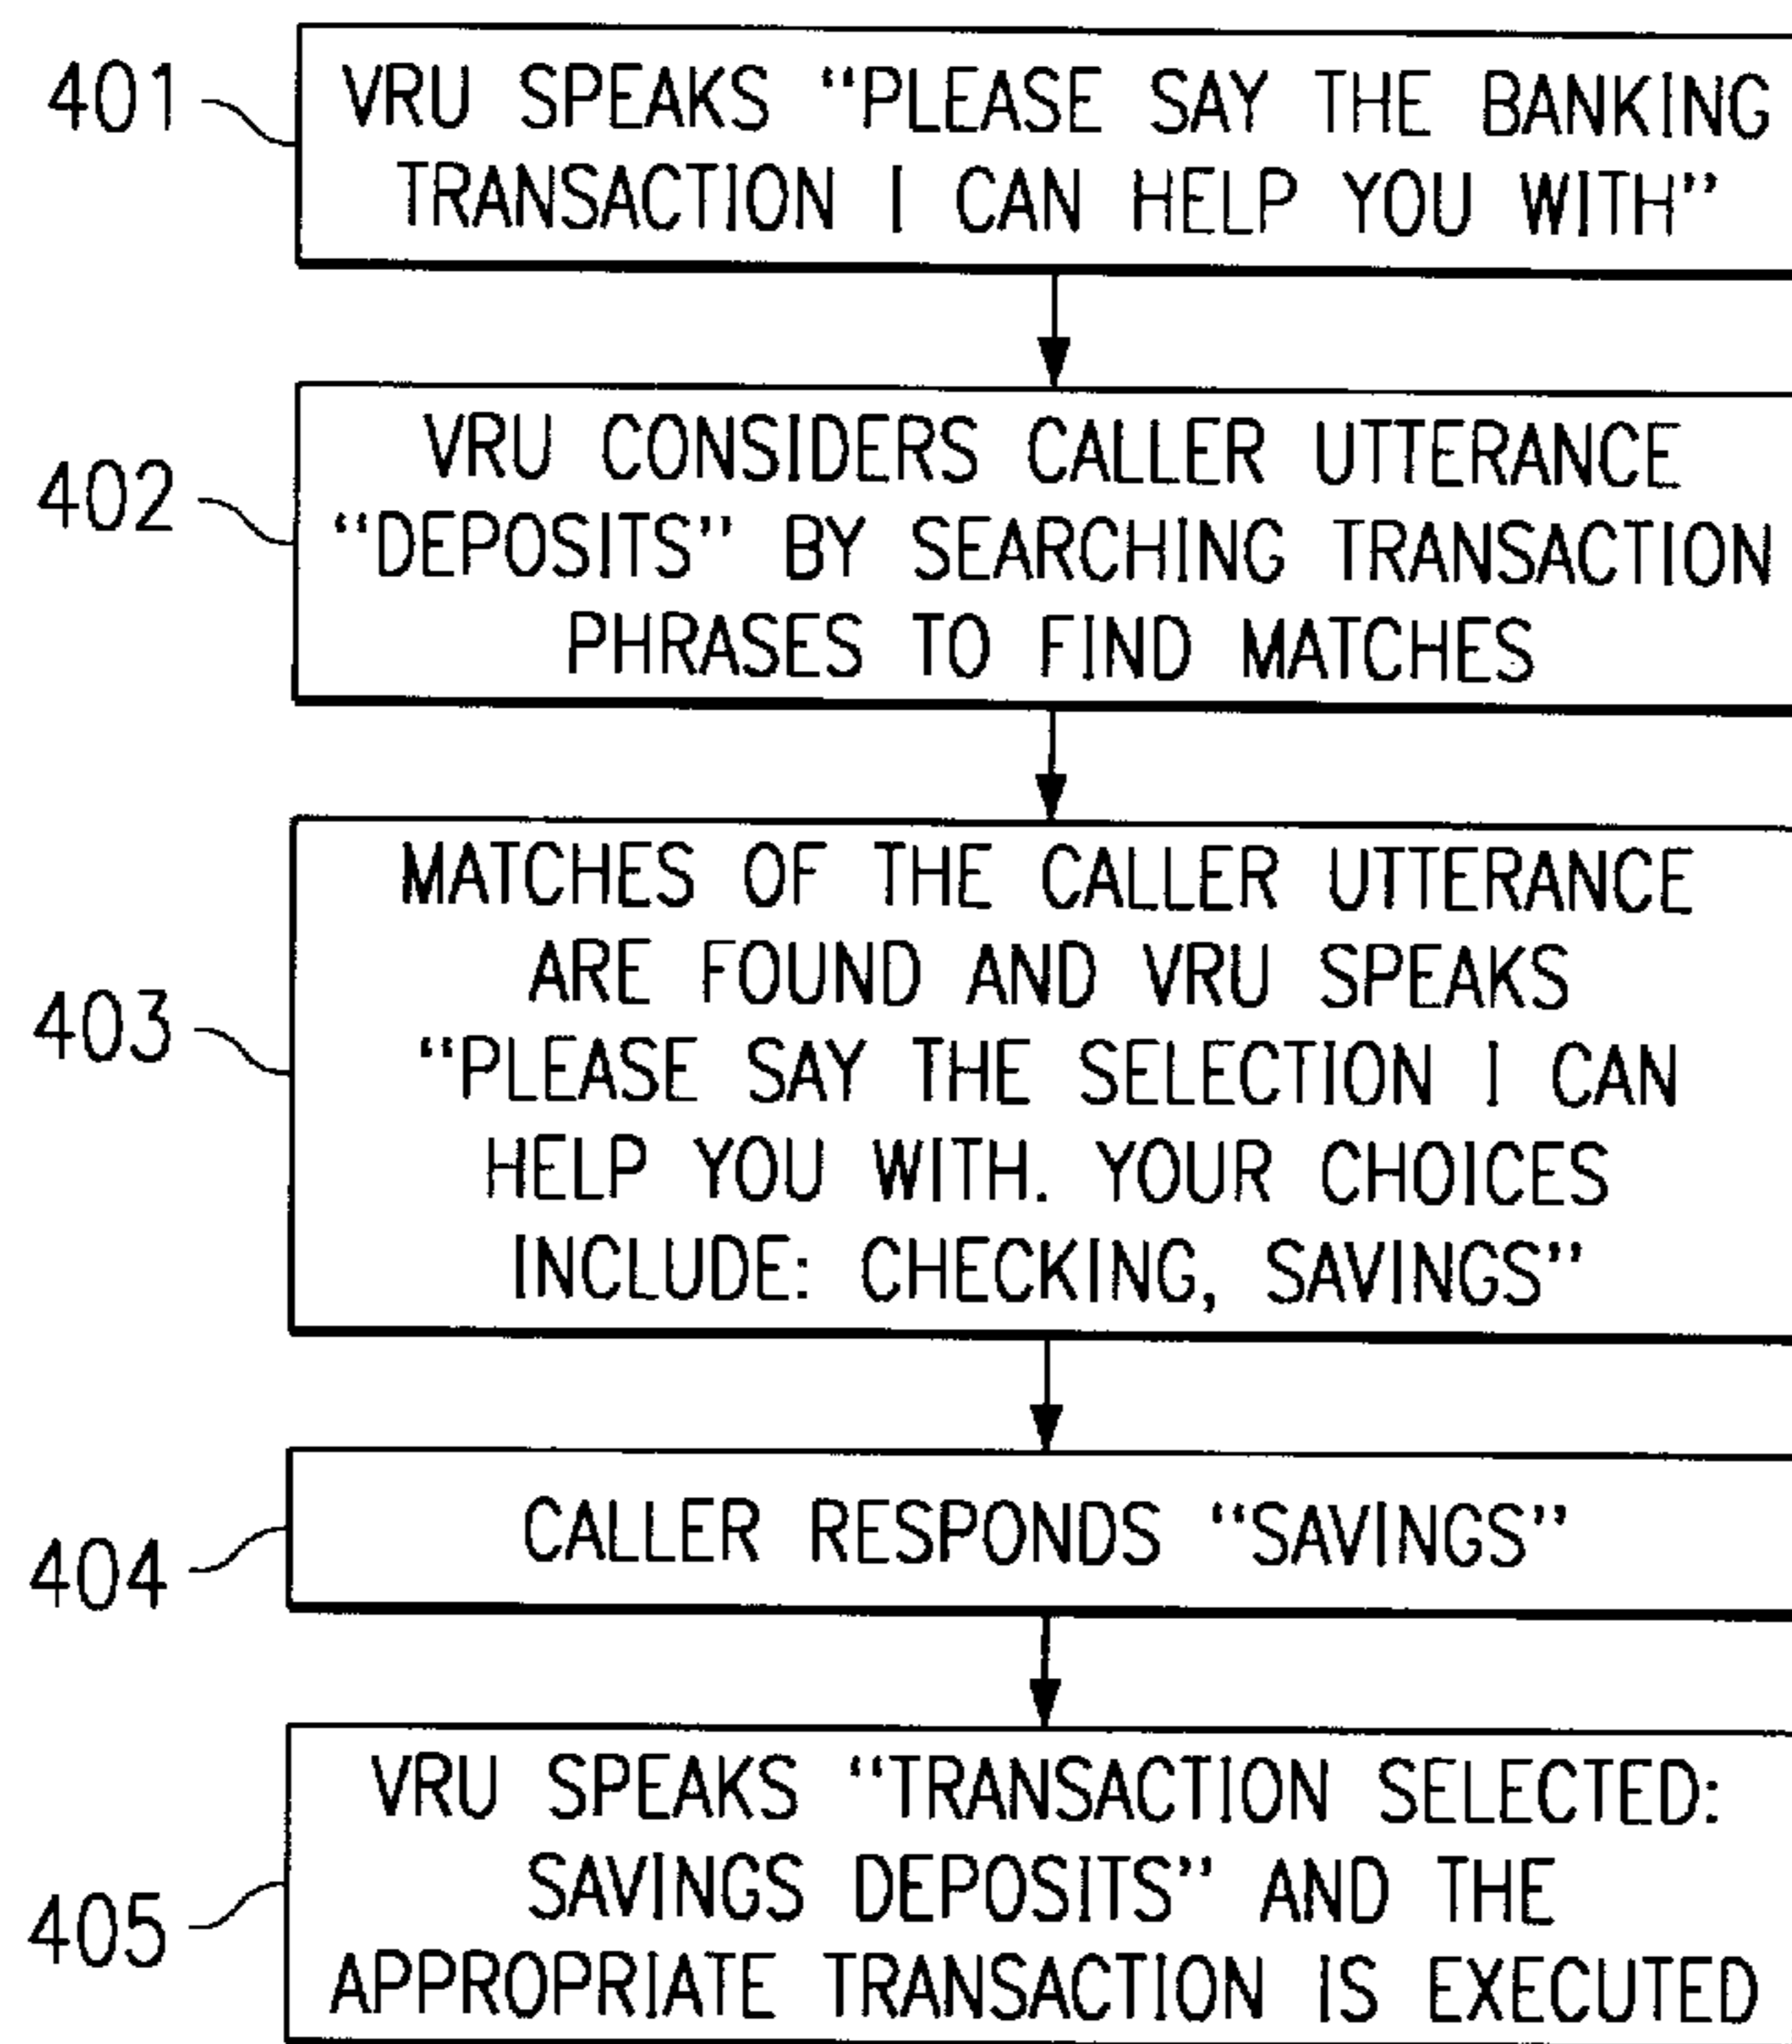 401
VRU SPEAKS “PLEASE SAY THE BANKING
TRANSACTION I CAN HELP YOU WITH”
402
VRU CONSIDERS CALLER UTTERANCE
“DEPOSITS” BY SEARCHING TRANSACTION
PHRASES TO FIND MATCHES
403
MATCHES OF THE CALLER UTTERANCE
ARE FOUND AND VRU SPEAKS
“PLEASE SAY THE SELECTION I CAN
HELP YOU WITH. YOUR CHOICES
INCLUDE: CHECKING, SAVINGS”
404
CALLER RESPONDS “SAVINGS”
405
VRU SPEAKS “TRANSACTION SELECTED:
SAVINGS DEPOSITS” AND THE
APPROPRIATE TRANSACTION IS EXECUTED